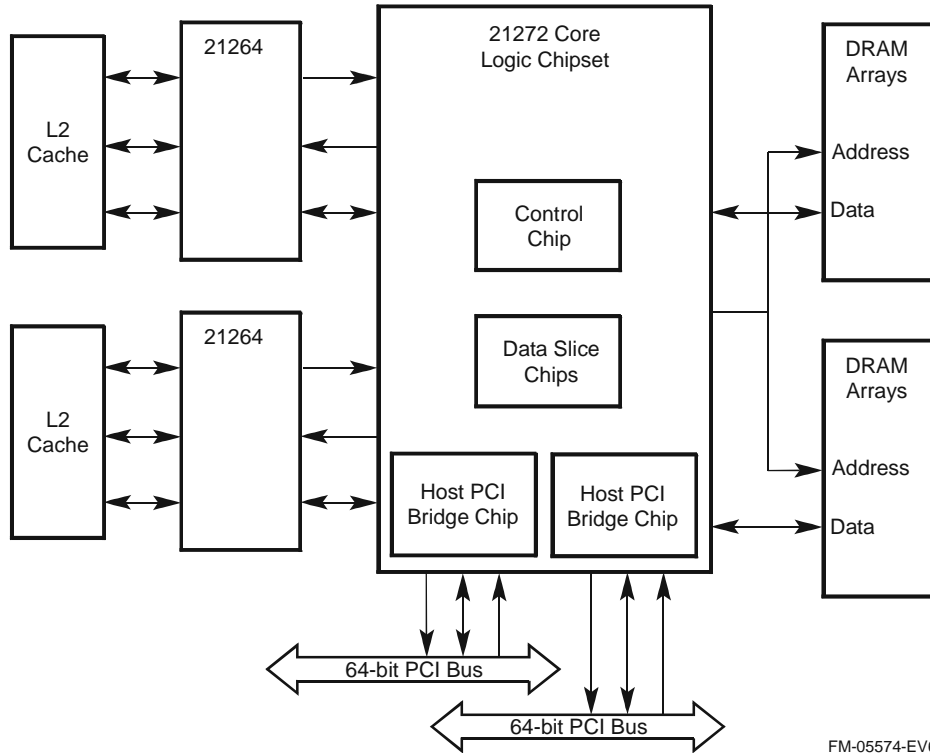 21272 Core
Logic Chipset
21264
L2
Cache
DRAM
Arrays
Address
Data
Control
Chip
21264
L2
Cache
Data Slice
Chips
DRAM
Arrays
Address
Data
Host PCI
Bridge Chip
Host PCI
Bridge Chip
64-bit PCI Bus
64-bit PCI Bus